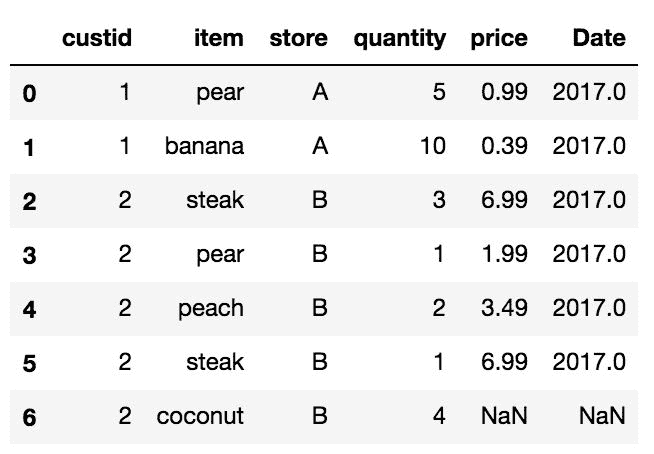 custid item store quantity price Date
0 1 pear A 5 0.99 2017.0
1 1 banana A 10 0.39 2017.0
2 2 steak B 3 6.99 2017.0
3 2 pear B 1 1.99 2017.0
4 2 peach B 2 3.49 2017.0
5 2 steak B 1 6.99 2017.0
6 2 coconut B 4 NaN NaN